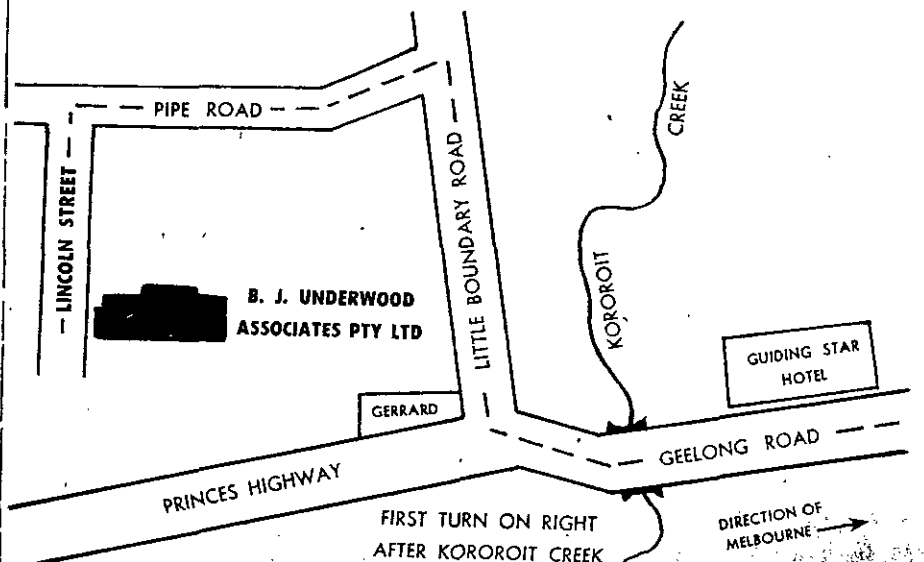 PIPE ROAD
LINCOLN STREET
B. J. UNDERWOOD
ASSOCIATES PTY LTD
LITTLE BOUNDARY ROAD
KOROROIT
CREEK
GUIDING STAR
HOTEL
GERRARD
GEELONG ROAD
PRINCES HIGHWAY
FIRST TURN ON RIGHT
AFTER KOROROIT CREEK
DIRECTION OF
MELBOURNE